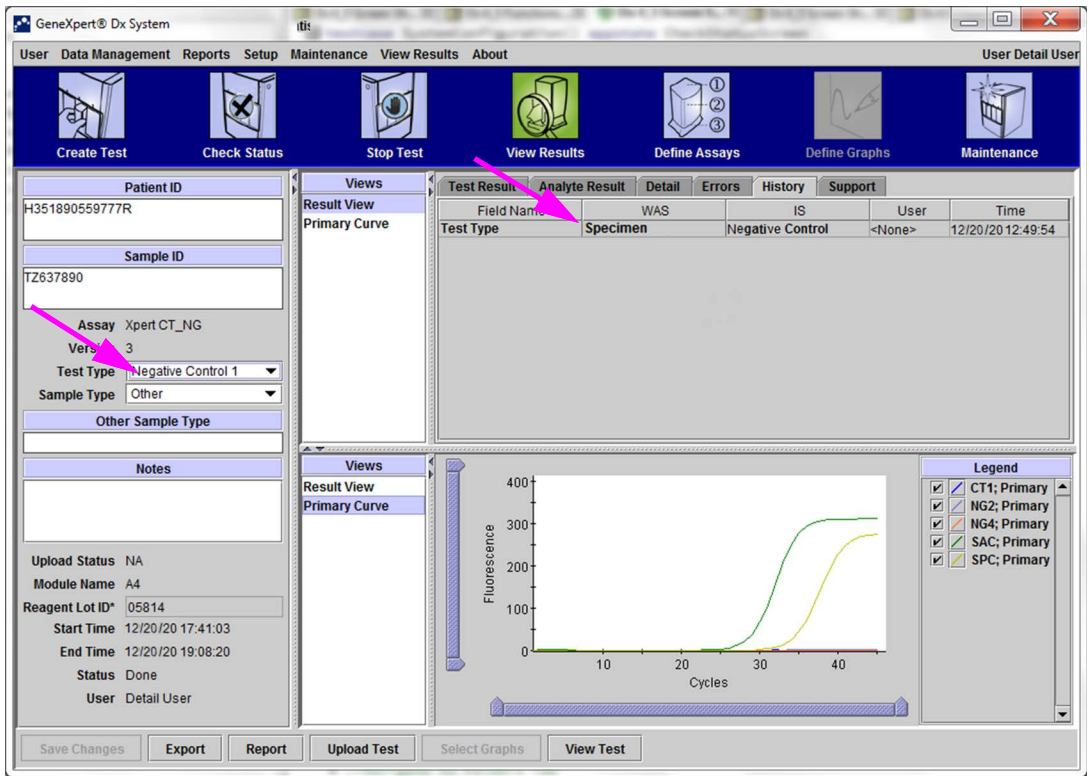 GeneXpert® Dx System
User Data Management Reports Setup Maintenance View Results About User Detail User
Create Test Check Status Stop Test View Results Define Assays Define Graphs Maintenance
Patient ID
H351890559777R
Sample ID
TZ637890
Assay Xpert CT_NG
3
Test Type Negative Control 1
Sample Type Other
Other Sample Type
Notes
Upload Status NA
Module Name A4
Reagent Lot ID* 05814
Start Time 12/20/20 17:41:03
End Time 12/20/20 19:08:20
Status Done
User Detail User
Views
Result View
Primary Curve
Test Result Analyte Result Detail Errors History Support
Field Name WAS IS User Time
Test Type Specimen Negative Control <None> 12/20/20 12:49:54
Views
Result View
Primary Curve
400
300
200
100
0
Fluorescence
10 20 30 40
Cycles
Legend
CT1; Primary
NG2; Primary
NG4; Primary
SAC; Primary
SPC; Primary
Save Changes Export Report Upload Test Select Graphs View Test